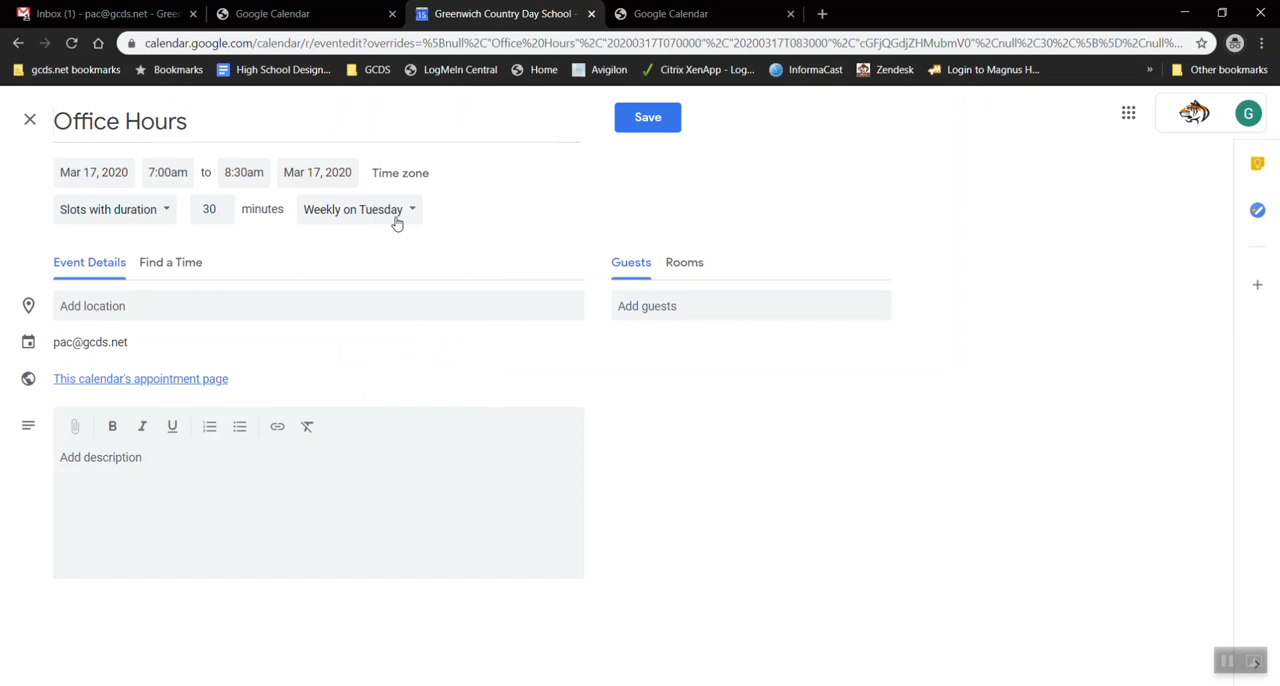 Inbox (1) - pac@gcds.net - Green
Google Calendar
Greenwich Country Day School -
Google Calendar
calendar.google.com/calendar/r/eventedit?overrides=%5Bnull%2C"Office%20Hours"%2C"20200317T070000"%2C"20200317T083000"%2C"cGFjQGdjZHMubmV0"%2Cnull%2C30%2C%5B%5D%2Cnull%...
gcds.net bookmarks Bookmarks High School Design... GCDS LogMeIn Central Home Avigilon Citrix XenApp - Log... InformaCast Zendesk Login to Magnus H... » Other bookmarks
Office Hours
Save
G
Mar 17, 2020 7:00am to 8:30am Mar 17, 2020 Time zone
Slots with duration 30 minutes Weekly on Tuesday
Event Details Find a Time
Guests Rooms
Add location
Add guests
pac@gcds.net
This calendar's appointment page
B I U
Add description